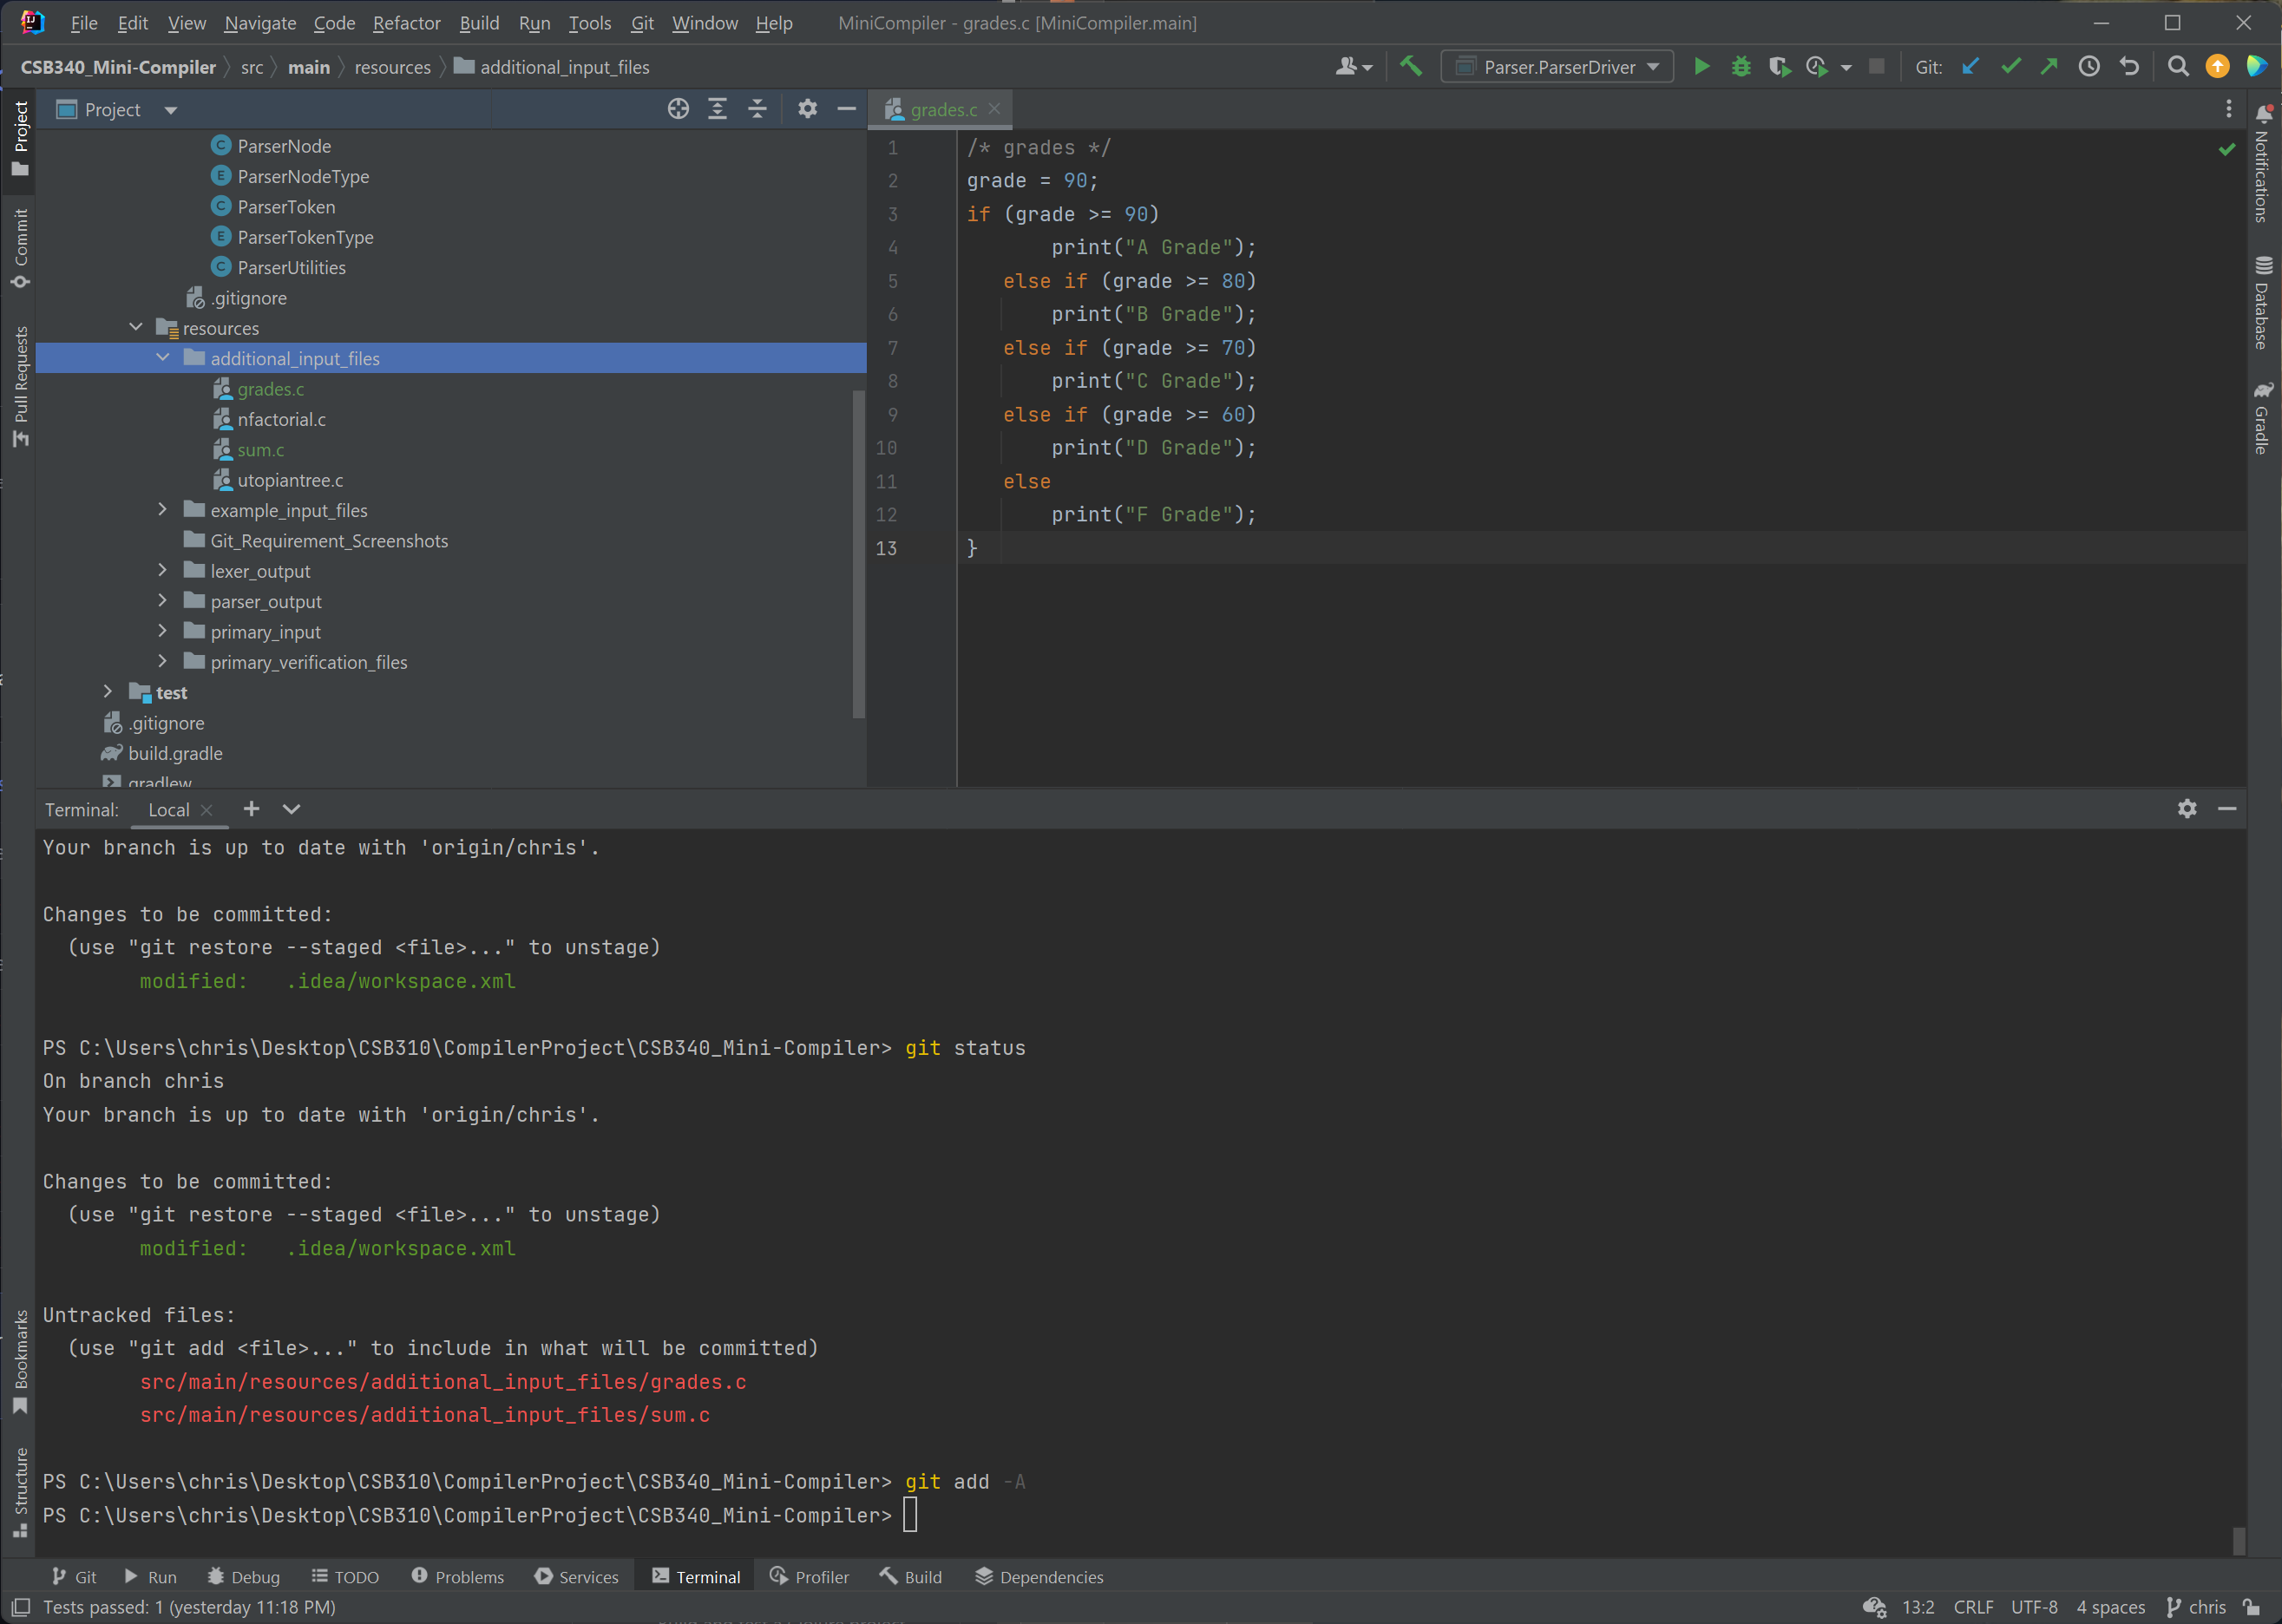 File Edit View Navigate Code Refactor Build Run Tools Git Window Help MiniCompiler - grades.c [MiniCompiler.main]
CSB340_Mini-Compiler src main resources additional_input_files Parser.ParserDriver Git:
Project
Commit
Pull Requests
Bookmarks
Structure
Project
ParserNode
ParserNodeType
ParserToken
ParserTokenType
ParserUtilities
.gitignore
resources
additional_input_files
grades.c
nfactorial.c
sum.c
utopiantree.c
example_input_files
Git_Requirement_Screenshots
lexer_output
parser_output
primary_input
primary_verification_files
test
.gitignore
build.gradle
gradlew
grades.c
1 /* grades */
2 grade = 90;
3 if (grade >= 90)
4 print("A Grade");
5 else if (grade >= 80)
6 print("B Grade");
7 else if (grade >= 70)
8 print("C Grade");
9 else if (grade >= 60)
10 print("D Grade");
11 else
12 print("F Grade");
13 }
Notifications
Database
Gradle
Terminal: Local
Your branch is up to date with 'origin/chris'.
Changes to be committed:
(use "git restore --staged <file>..." to unstage)
modified: .idea/workspace.xml
PS C:\Users\chris\Desktop\CSB310\CompilerProject\CSB340_Mini-Compiler> git status
On branch chris
Your branch is up to date with 'origin/chris'.
Changes to be committed:
(use "git restore --staged <file>..." to unstage)
modified: .idea/workspace.xml
Untracked files:
(use "git add <file>..." to include in what will be committed)
src/main/resources/additional_input_files/grades.c
src/main/resources/additional_input_files/sum.c
PS C:\Users\chris\Desktop\CSB310\CompilerProject\CSB340_Mini-Compiler> git add -A
PS C:\Users\chris\Desktop\CSB310\CompilerProject\CSB340_Mini-Compiler>
Git Run Debug TODO Problems Services Terminal Profiler Build Dependencies
Tests passed: 1 (yesterday 11:18 PM) 13:2 CRLF UTF-8 4 spaces chris